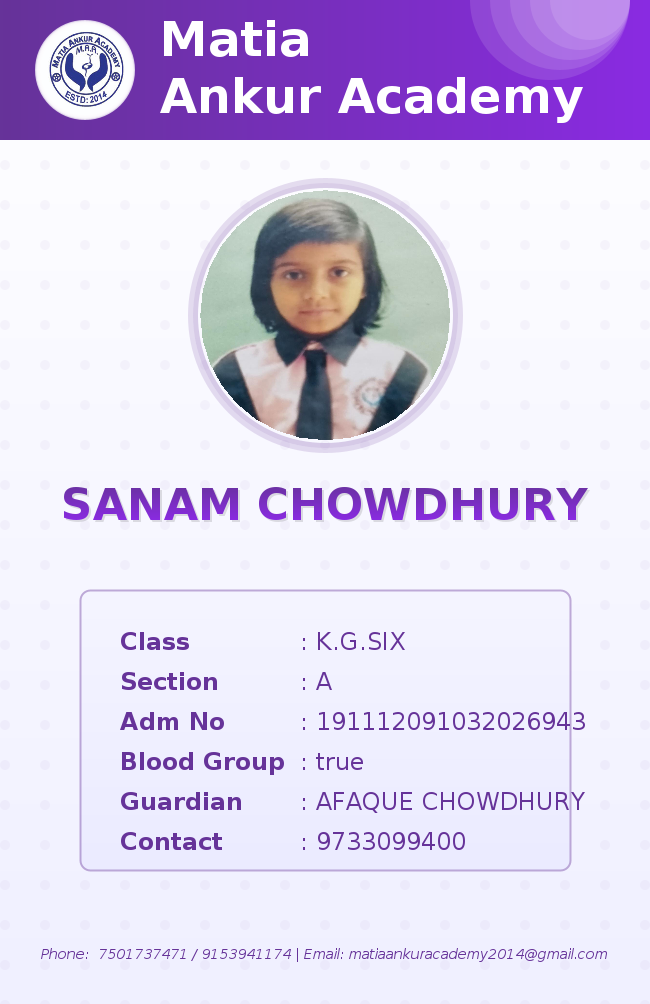 MATIA ANKUR ACADEMY
M.A.A
ESTD: 2014
Matia
Ankur Academy
SANAM CHOWDHURY
Class : K.G.SIX
Section : A
Adm No : 191112091032026943
Blood Group : true
Guardian : AFAQUE CHOWDHURY
Contact : 9733099400
Phone: 7501737471 / 9153941174 | Email: matiaankuracademy2014@gmail.com